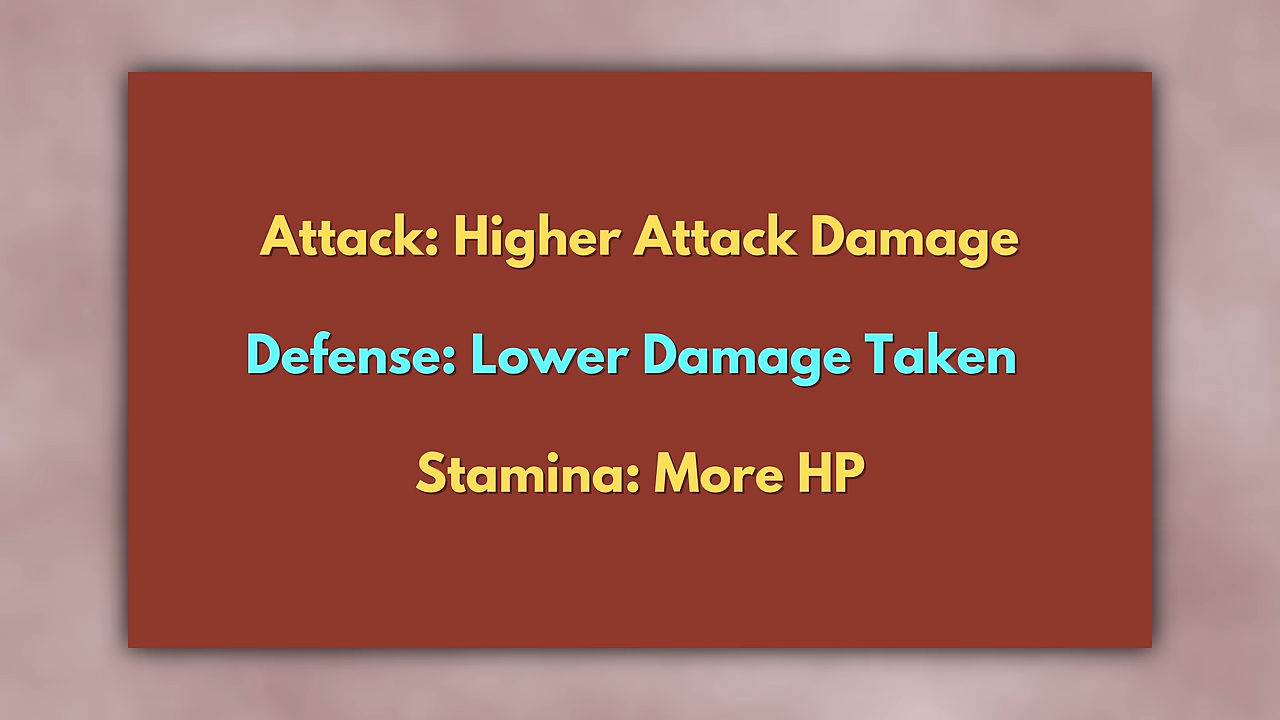 Attack: Higher Attack Damage
Defense: Lower Damage Taken
Stamina: More HP